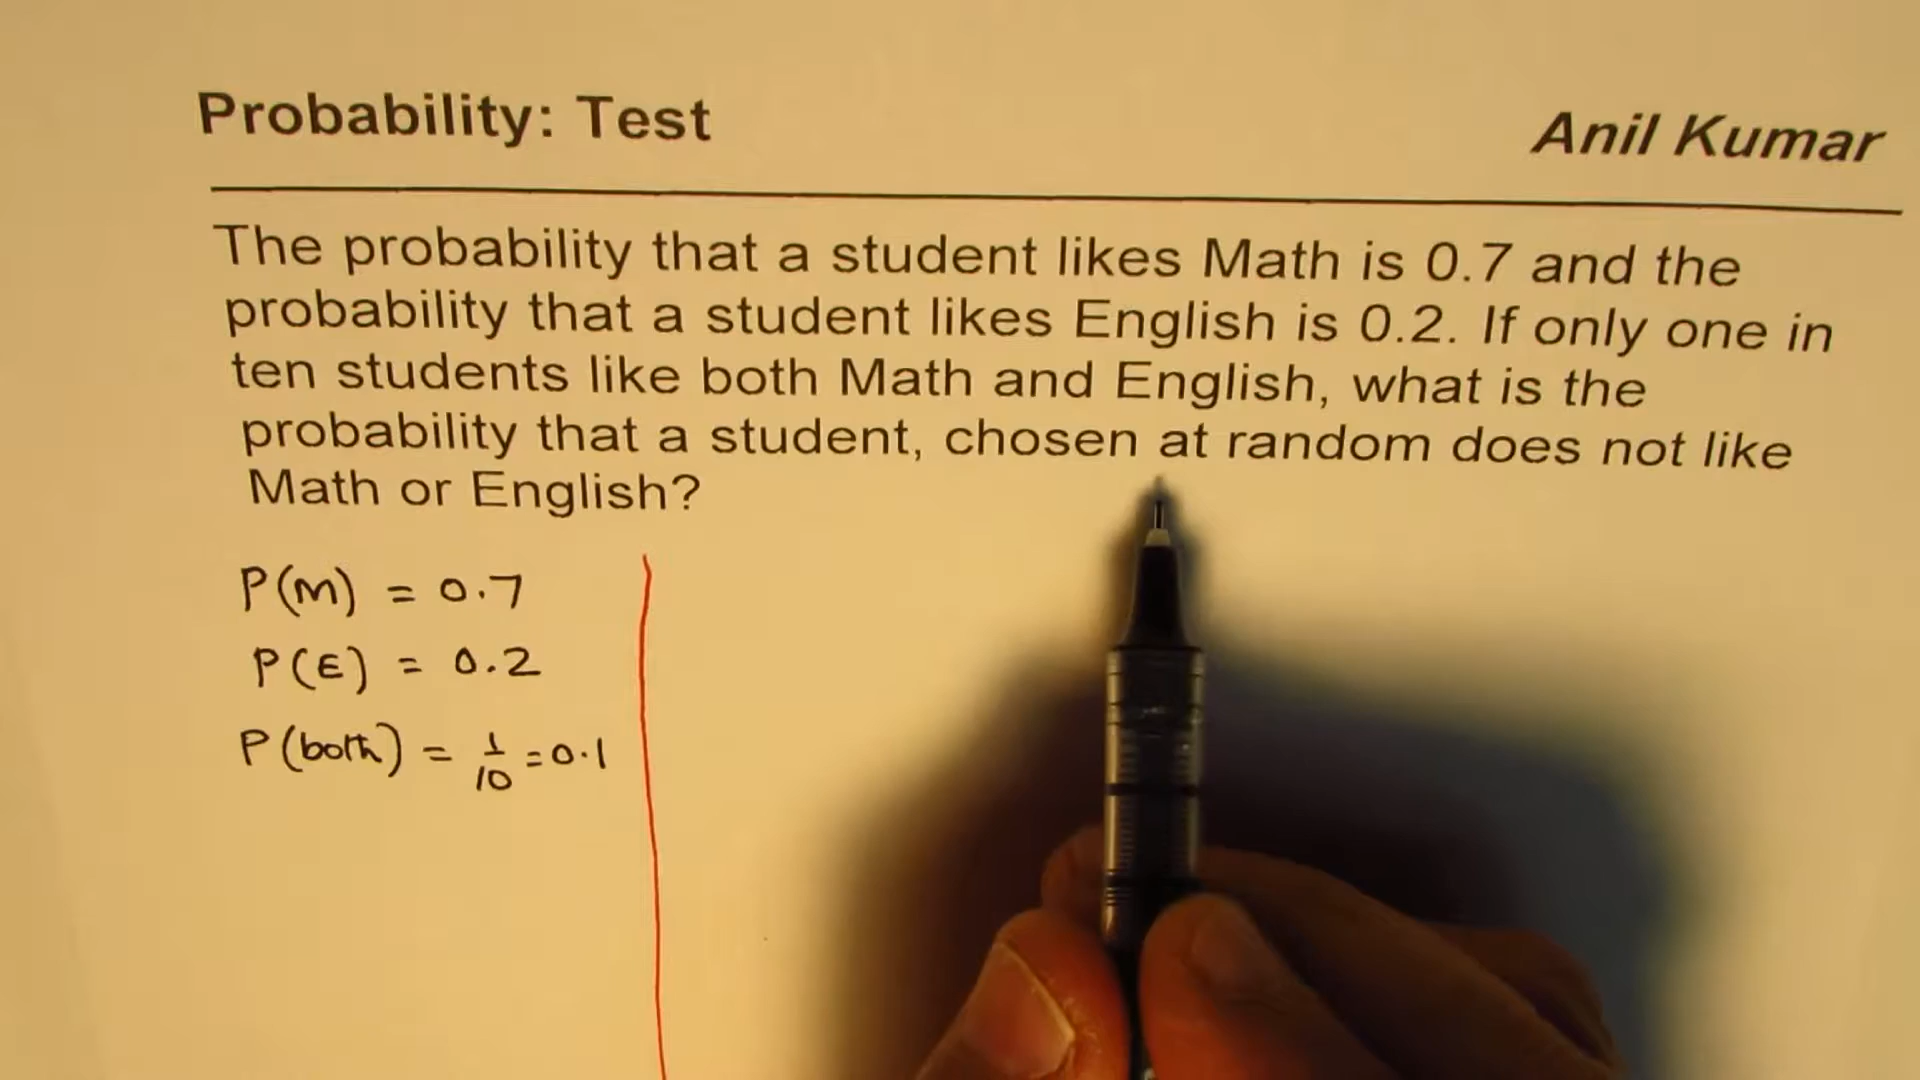 Probability: Test
Anil Kumar
The probability that a student likes Math is 0.7 and the
probability that a student likes English is 0.2. If only one in
ten students like both Math and English, what is the
probability that a student, chosen at random does not like
Math or English?
P(M) = 0.7
P(E) = 0.2
P(both) = 1/10 = 0.1